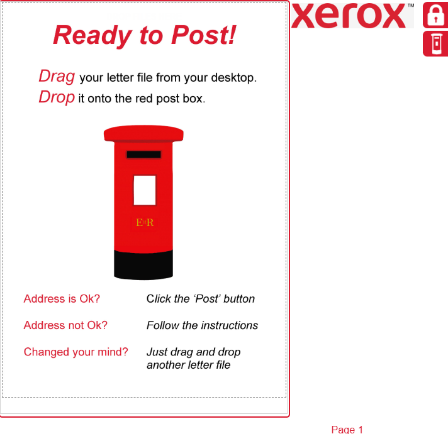 Ready to Post!
xerox™
Drag your letter file from your desktop.
Drop it onto the red post box.
E R
Address is Ok? Click the ‘Post’ button
Address not Ok? Follow the instructions
Changed your mind? Just drag and drop
another letter file
Page 1